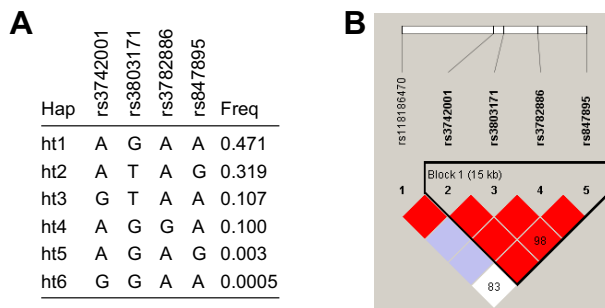 A
Hap rs3742001 rs3803171 rs3782886 rs847895 Freq
ht1 A G A A 0.471
ht2 A T A G 0.319
ht3 G T A A 0.107
ht4 A G G A 0.100
ht5 A G A G 0.003
ht6 G G A A 0.0005
B
rs118186470 rs3742001 rs3803171 rs3782886 rs847895
Block 1 (15 kb)
1 2 3 4 5
98
83